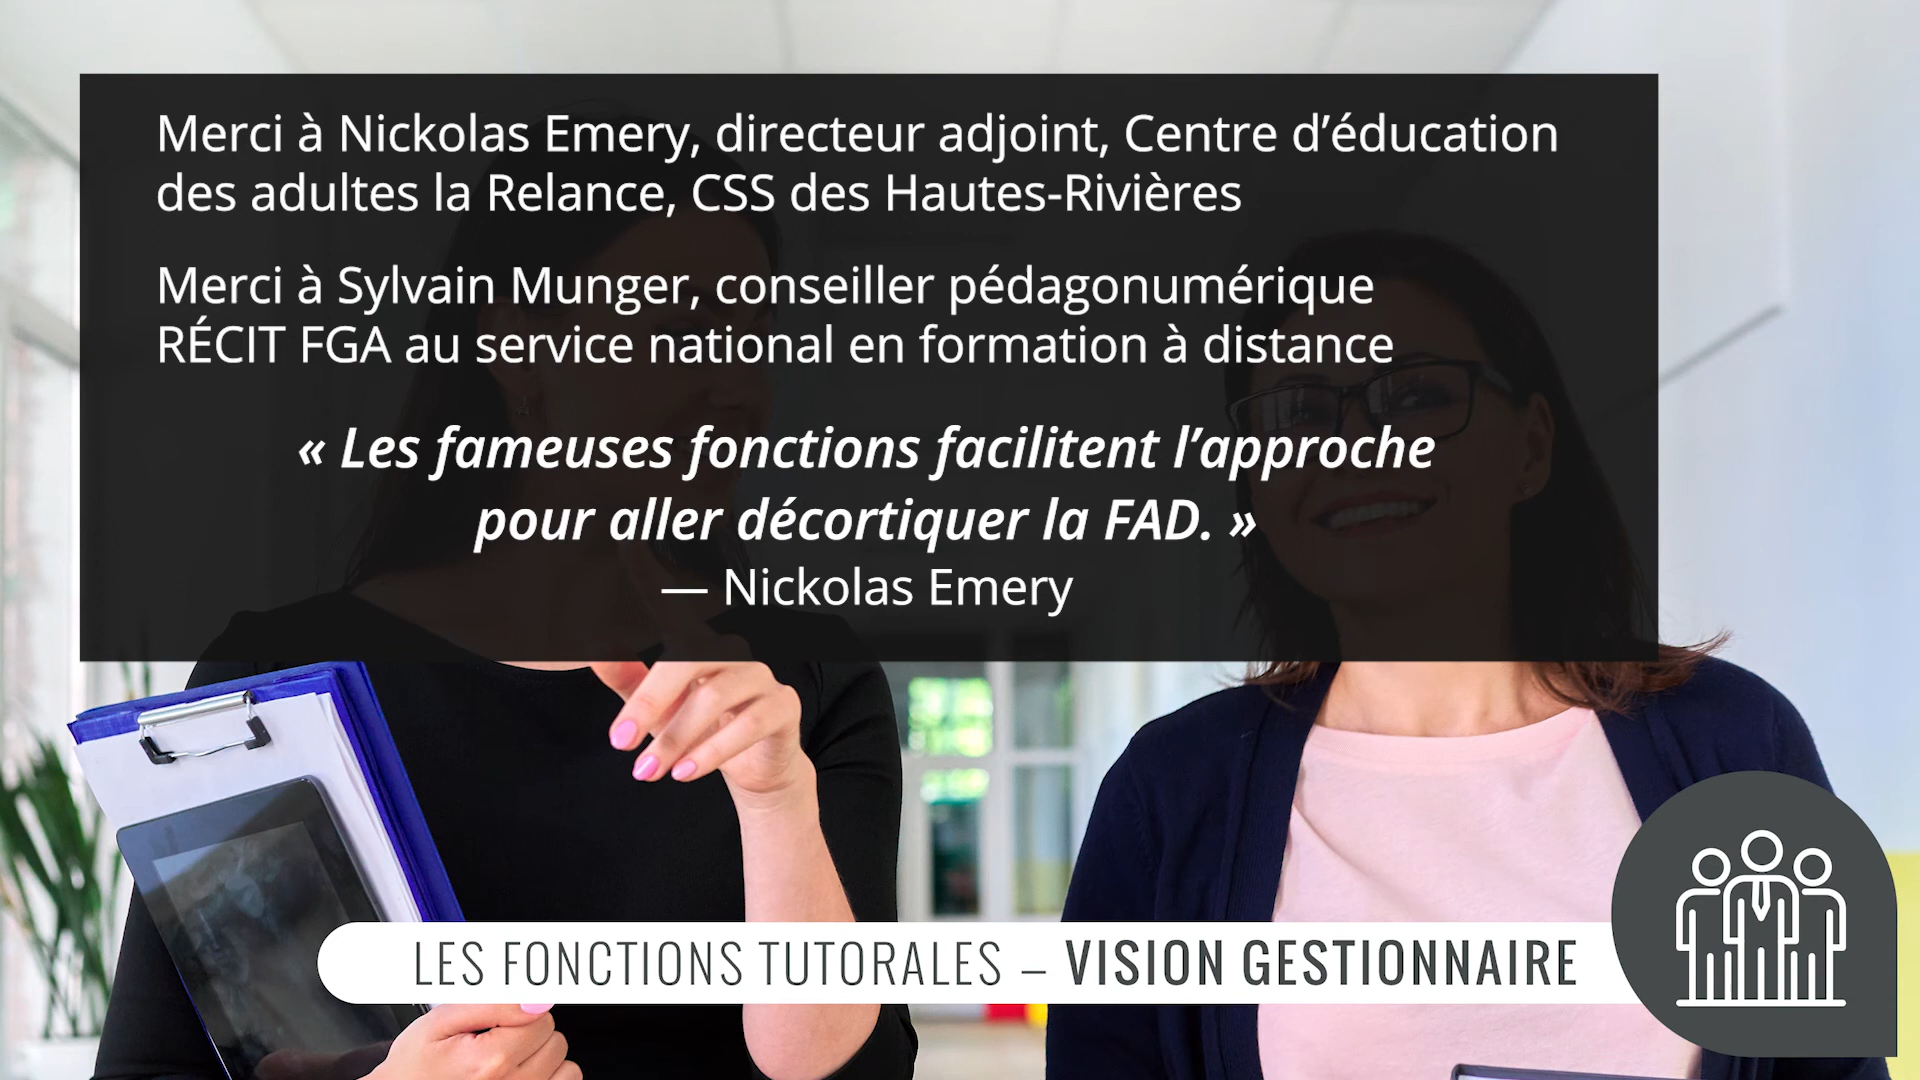 Merci à Nickolas Emery, directeur adjoint, Centre d’éducation
des adultes la Relance, CSS des Hautes-Rivières
Merci à Sylvain Munger, conseiller pédagonumérique
RÉCIT FGA au service national en formation à distance
« Les fameuses fonctions facilitent l’approche
pour aller décortiquer la FAD. »
— Nickolas Emery
LES FONCTIONS TUTORALES – VISION GESTIONNAIRE